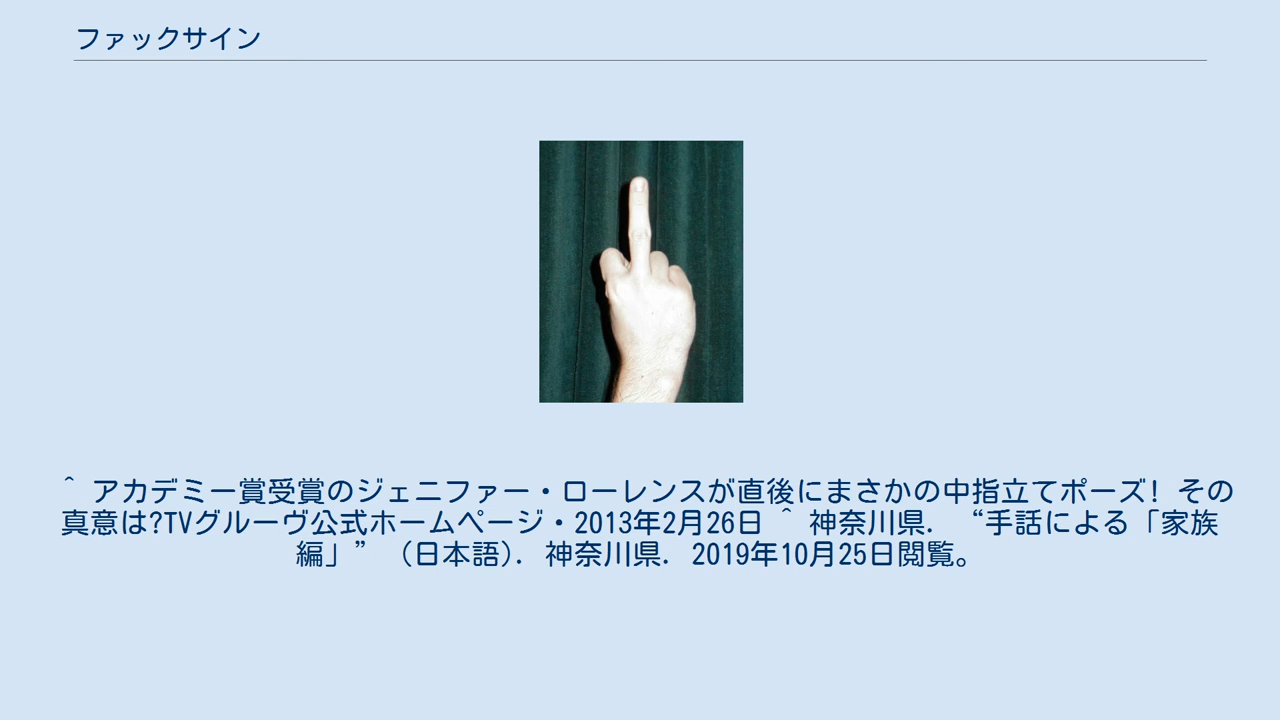 ファックサイン
^ アカデミー賞受賞のジェニファー・ローレンスが直後にまさかの中指立てポーズ! その
真意は?TVグルーヴ公式ホームページ・2013年2月26日 ^ 神奈川県. “手話による「家族
編」” (日本語). 神奈川県. 2019年10月25日閲覧。